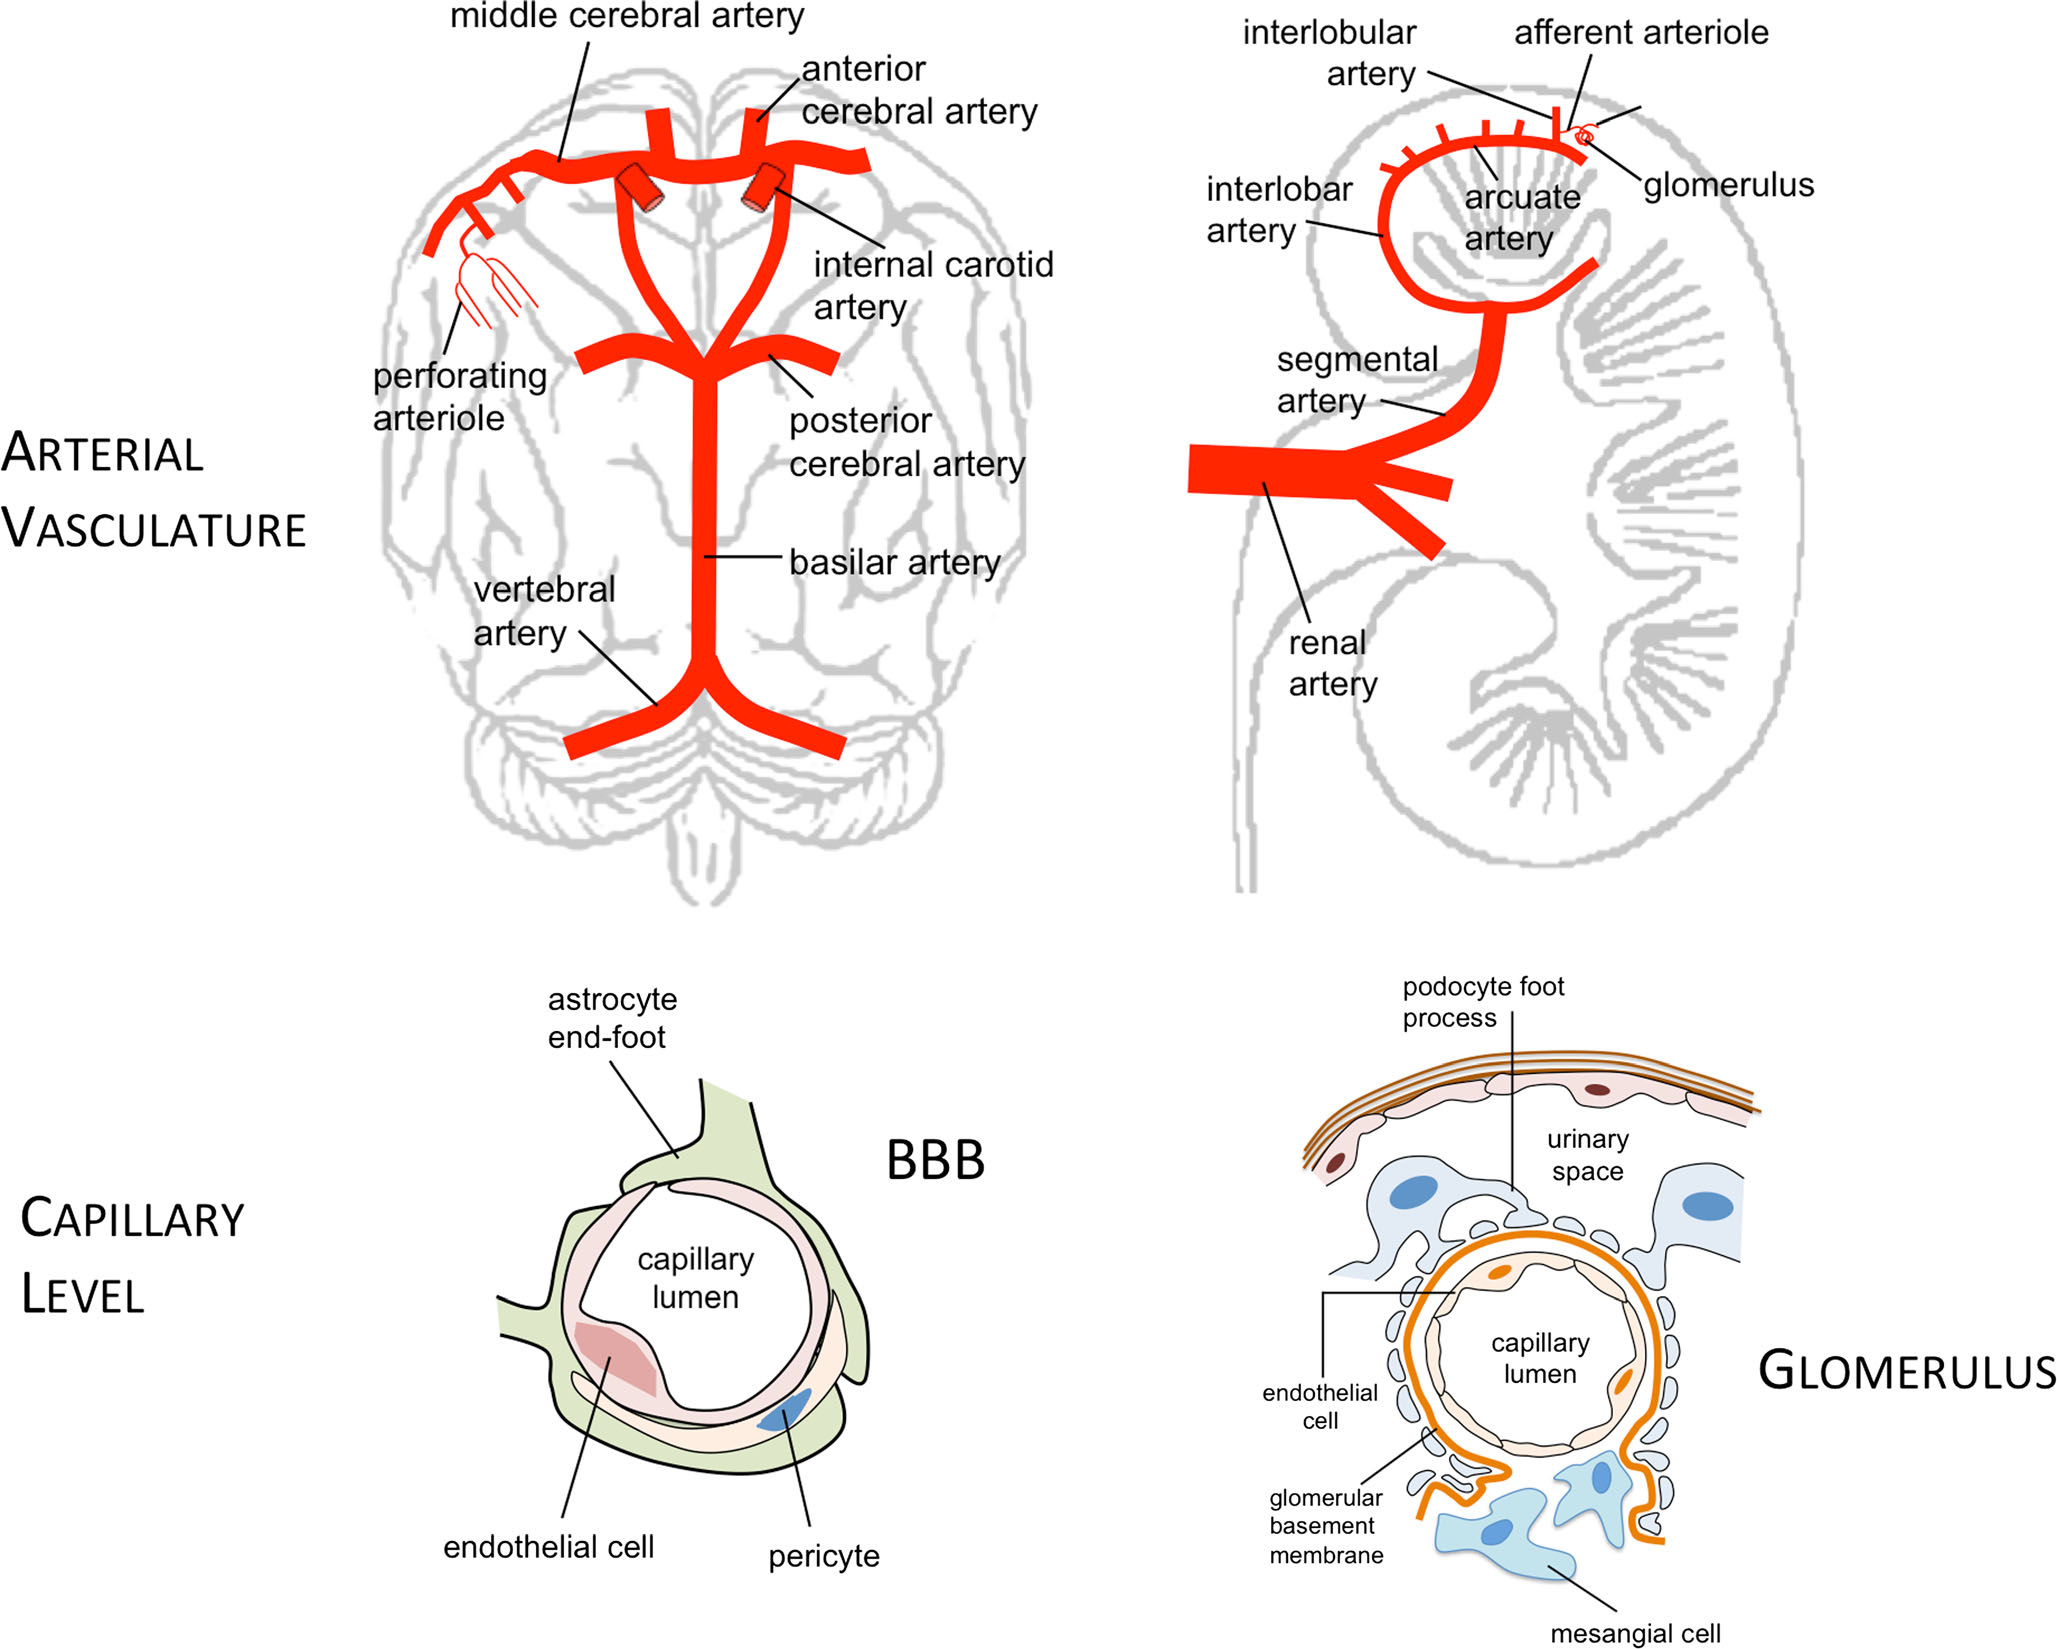 middle cerebral artery
anterior
cerebral artery
internal carotid
artery
perforating
arteriole
posterior
cerebral artery
basilar artery
vertebral
artery
ARTERIAL
VASCULATURE
interlobular
artery
afferent arteriole
interlobar
artery
arcuate
artery
glomerulus
segmental
artery
renal
artery
astrocyte
end-foot
BBB
capillary
lumen
endothelial cell
pericyte
CAPILLARY
LEVEL
podocyte foot
process
urinary
space
capillary
lumen
endothelial
cell
GLOMERULUS
glomerular
basement
membrane
mesangial cell